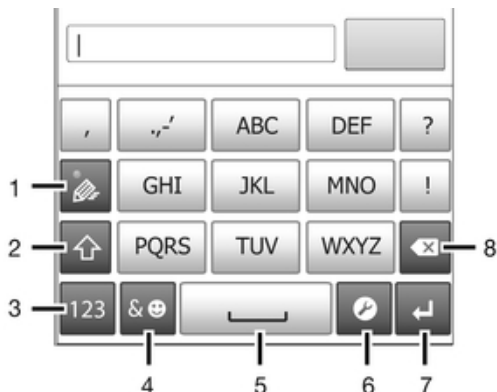 , .,-' ABC DEF ?
1 GHI JKL MNO !
2 PQRS TUV WXYZ 8
3 123 &
4 5 6 7